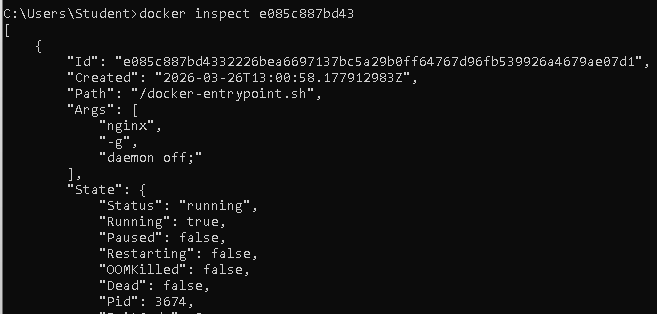 C:\Users\Student>docker inspect e085c887bd43
[
    {
        "Id": "e085c887bd4332226bea6697137bc5a29b0ff64767d96fb539926a4679ae07d1",
        "Created": "2026-03-26T13:00:58.177912983Z",
        "Path": "/docker-entrypoint.sh",
        "Args": [
            "nginx",
            "-g",
            "daemon off;"
        ],
        "State": {
            "Status": "running",
            "Running": true,
            "Paused": false,
            "Restarting": false,
            "OOMKilled": false,
            "Dead": false,
            "Pid": 3674,